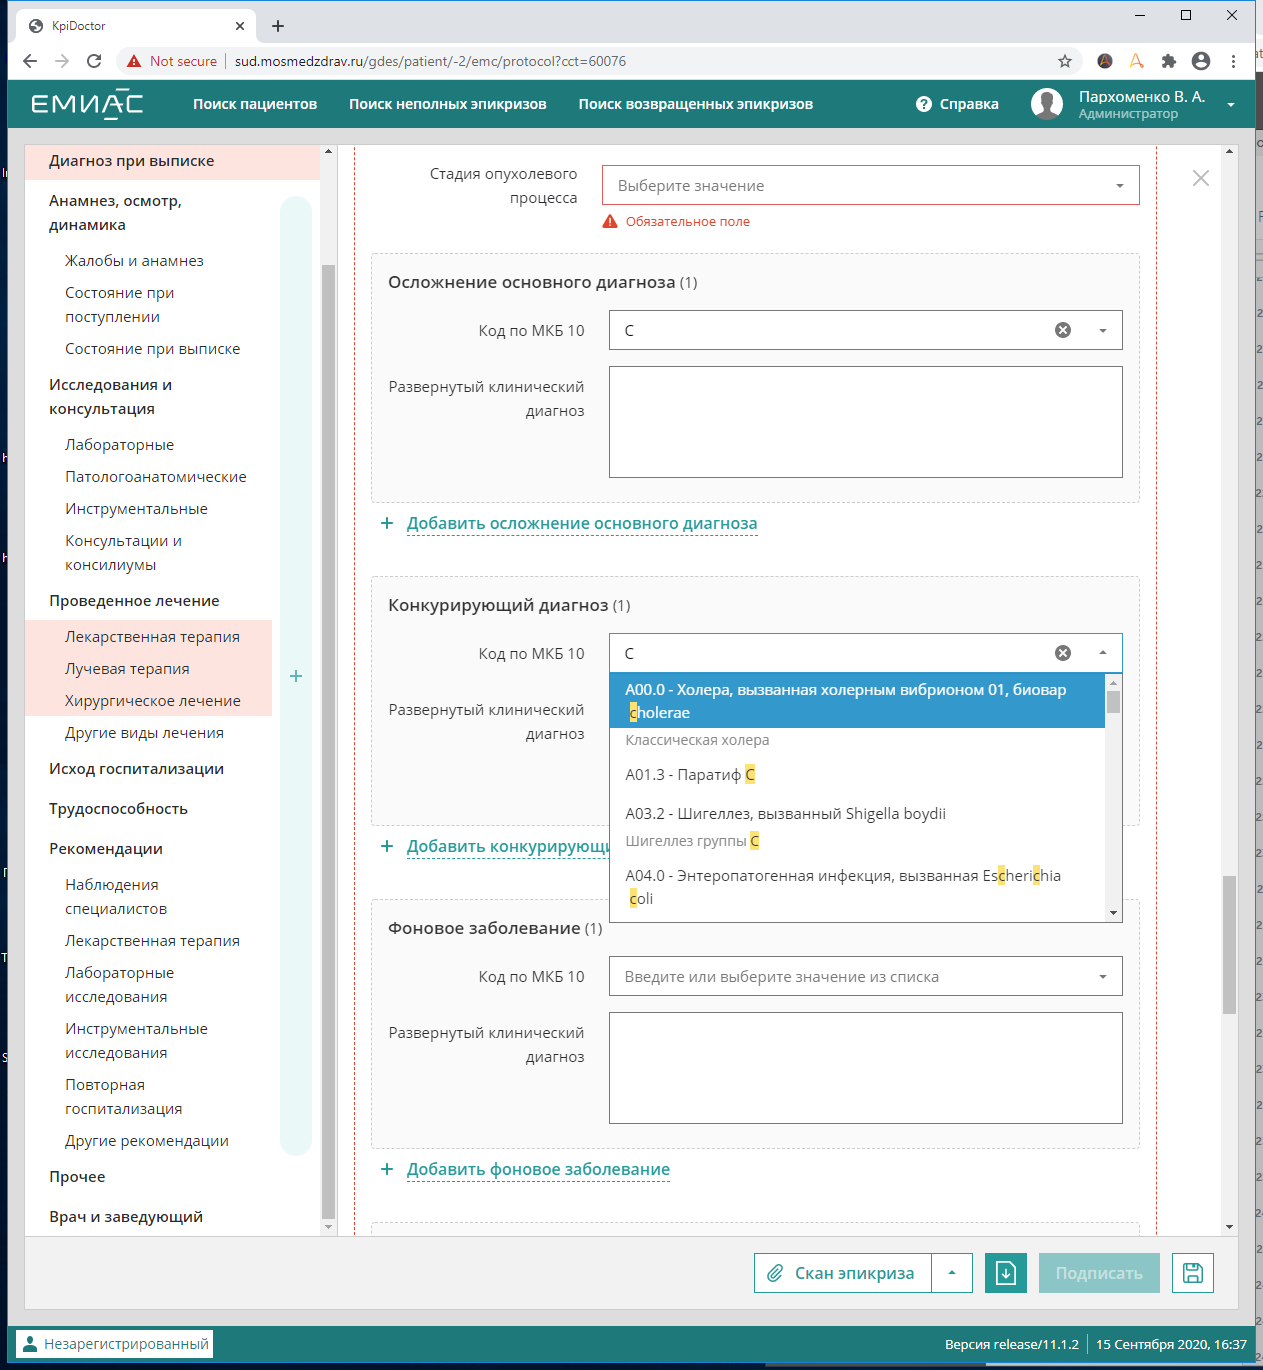 KpiDoctor
Not secure
sud.mosmedzdrav.ru/gdes/patient/-2/emc/protocol?cct=60076
ЕМИАС
Поиск пациентов
Поиск неполных эпикризов
Поиск возвращенных эпикризов
? Справка
Пархоменко В. А.
Администратор
Диагноз при выписке
Анамнез, осмотр,
динамика
Жалобы и анамнез
Состояние при
поступлении
Состояние при выписке
Исследования и
консультация
Лабораторные
Патологоанатомические
Инструментальные
Консультации и
консилиумы
Проведенное лечение
Лекарственная терапия
Лучевая терапия
Хирургическое лечение
Другие виды лечения
Исход госпитализации
Трудоспособность
Рекомендации
Наблюдения
специалистов
Лекарственная терапия
Лабораторные
исследования
Инструментальные
исследования
Повторная
госпитализация
Другие рекомендации
Прочее
Врач и заведующий
+
Стадия опухолевого
процесса
Выберите значение
Обязательное поле
Осложнение основного диагноза (1)
Код по МКБ 10
C
Развернутый клинический
диагноз
+ Добавить осложнение основного диагноза
Конкурирующий диагноз (1)
Код по МКБ 10
C
A00.0 - Холера, вызванная холерным вибрионом 01, биовар
cholerae
Классическая холера
A01.3 - Паратиф C
A03.2 - Шигеллез, вызванный Shigella boydii
Шигеллез группы C
A04.0 - Энтеропатогенная инфекция, вызванная Escherichia
coli
Развернутый клинический
диагноз
+ Добавить конкурирующи
Фоновое заболевание (1)
Код по МКБ 10
Введите или выберите значение из списка
Развернутый клинический
диагноз
+ Добавить фоновое заболевание
Скан эпикриза
Подписать
Незарегистрированный
Версия release/11.1.2
15 Сентября 2020, 16:37